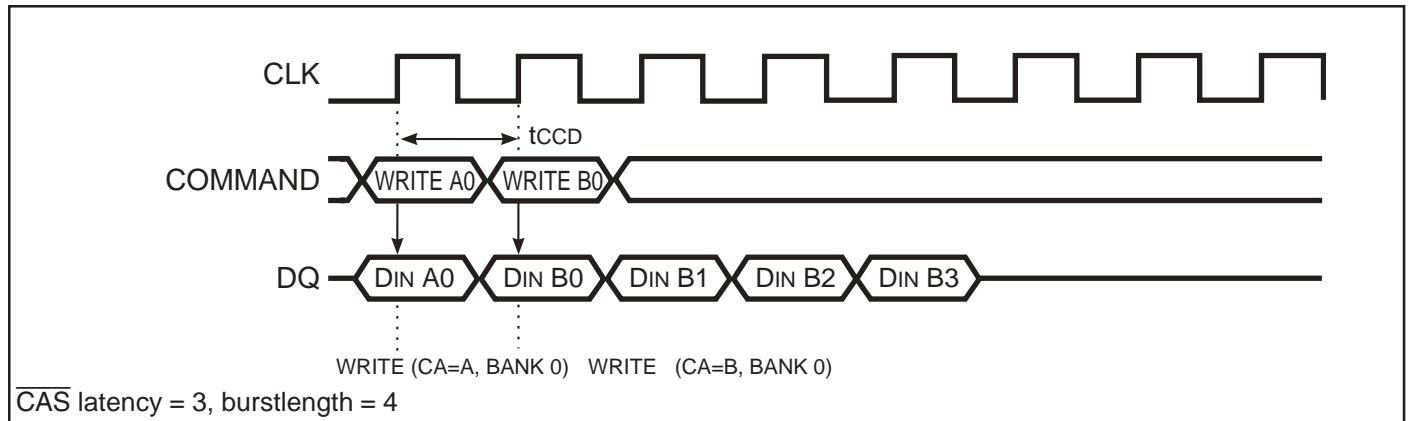 CLK
tCCD
COMMAND WRITE A0 WRITE B0
DQ DIN A0 DIN B0 DIN B1 DIN B2 DIN B3
WRITE (CA=A, BANK 0) WRITE (CA=B, BANK 0)
CAS latency = 3, burstlength = 4